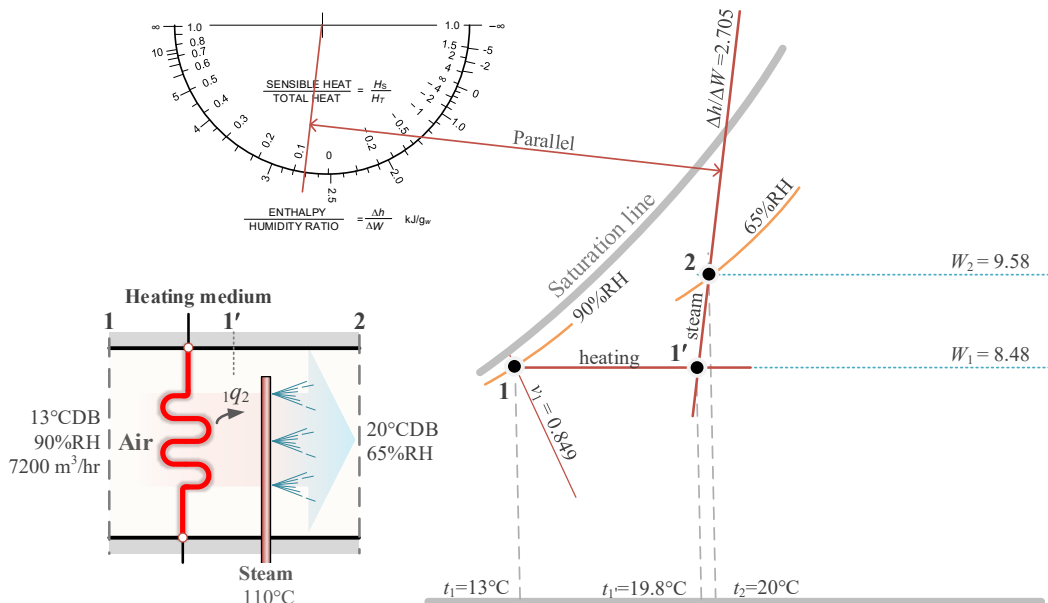 ∞ 1.0 1.0 −∞
0.8 1.5 -5
10 0.7 2 -2
0.6 4
5 0.5 0
4 0.4 -1.0
3 0.3 -0.5
0.2 -0.2
0.1 0 -2.0
2.5
SENSIBLE HEAT / TOTAL HEAT = HS / HT
ENTHALPY / HUMIDITY RATIO = Δh / ΔW kJ/gw
Parallel
Δh/ΔW=2.705
Saturation line
65%RH
90%RH
2
W2 = 9.58
steam
heating
1′
W1 = 8.48
1
v1 = 0.849
t1=13°C
t1′=19.8°C
t2=20°C
Heating medium
1 1′ 2
1q2
13°CDB
90%RH
7200 m³/hr
Air
20°CDB
65%RH
Steam
110°C